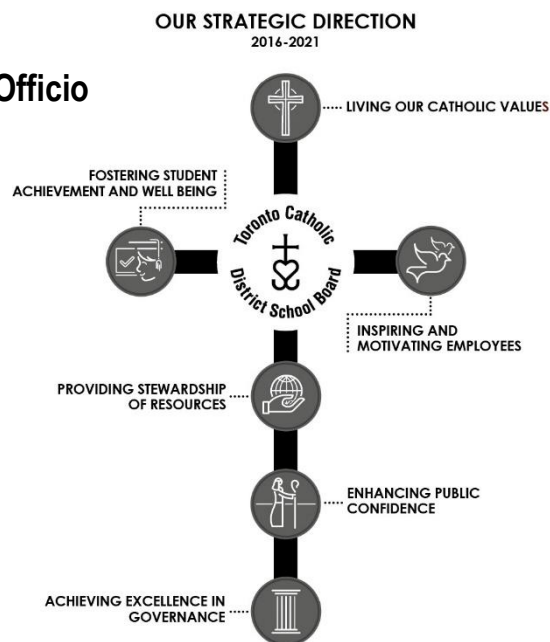 OUR STRATEGIC DIRECTION
2016-2021
Officio
LIVING OUR CATHOLIC VALUES
FOSTERING STUDENT
ACHIEVEMENT AND WELL BEING
Toronto Catholic
District School Board
INSPIRING AND
MOTIVATING EMPLOYEES
PROVIDING STEWARDSHIP
OF RESOURCES
ENHANCING PUBLIC
CONFIDENCE
ACHIEVING EXCELLENCE IN
GOVERNANCE